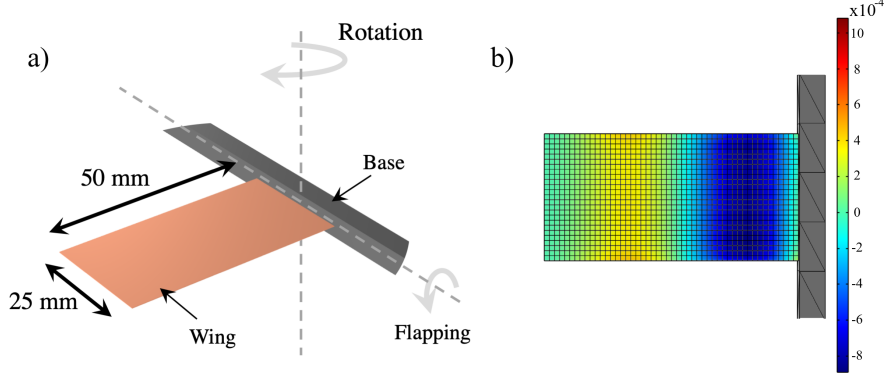 a)
Rotation
Base
50 mm
25 mm
Wing
Flapping
b)
x10⁻⁴
10
8
6
4
2
0
-2
-4
-6
-8